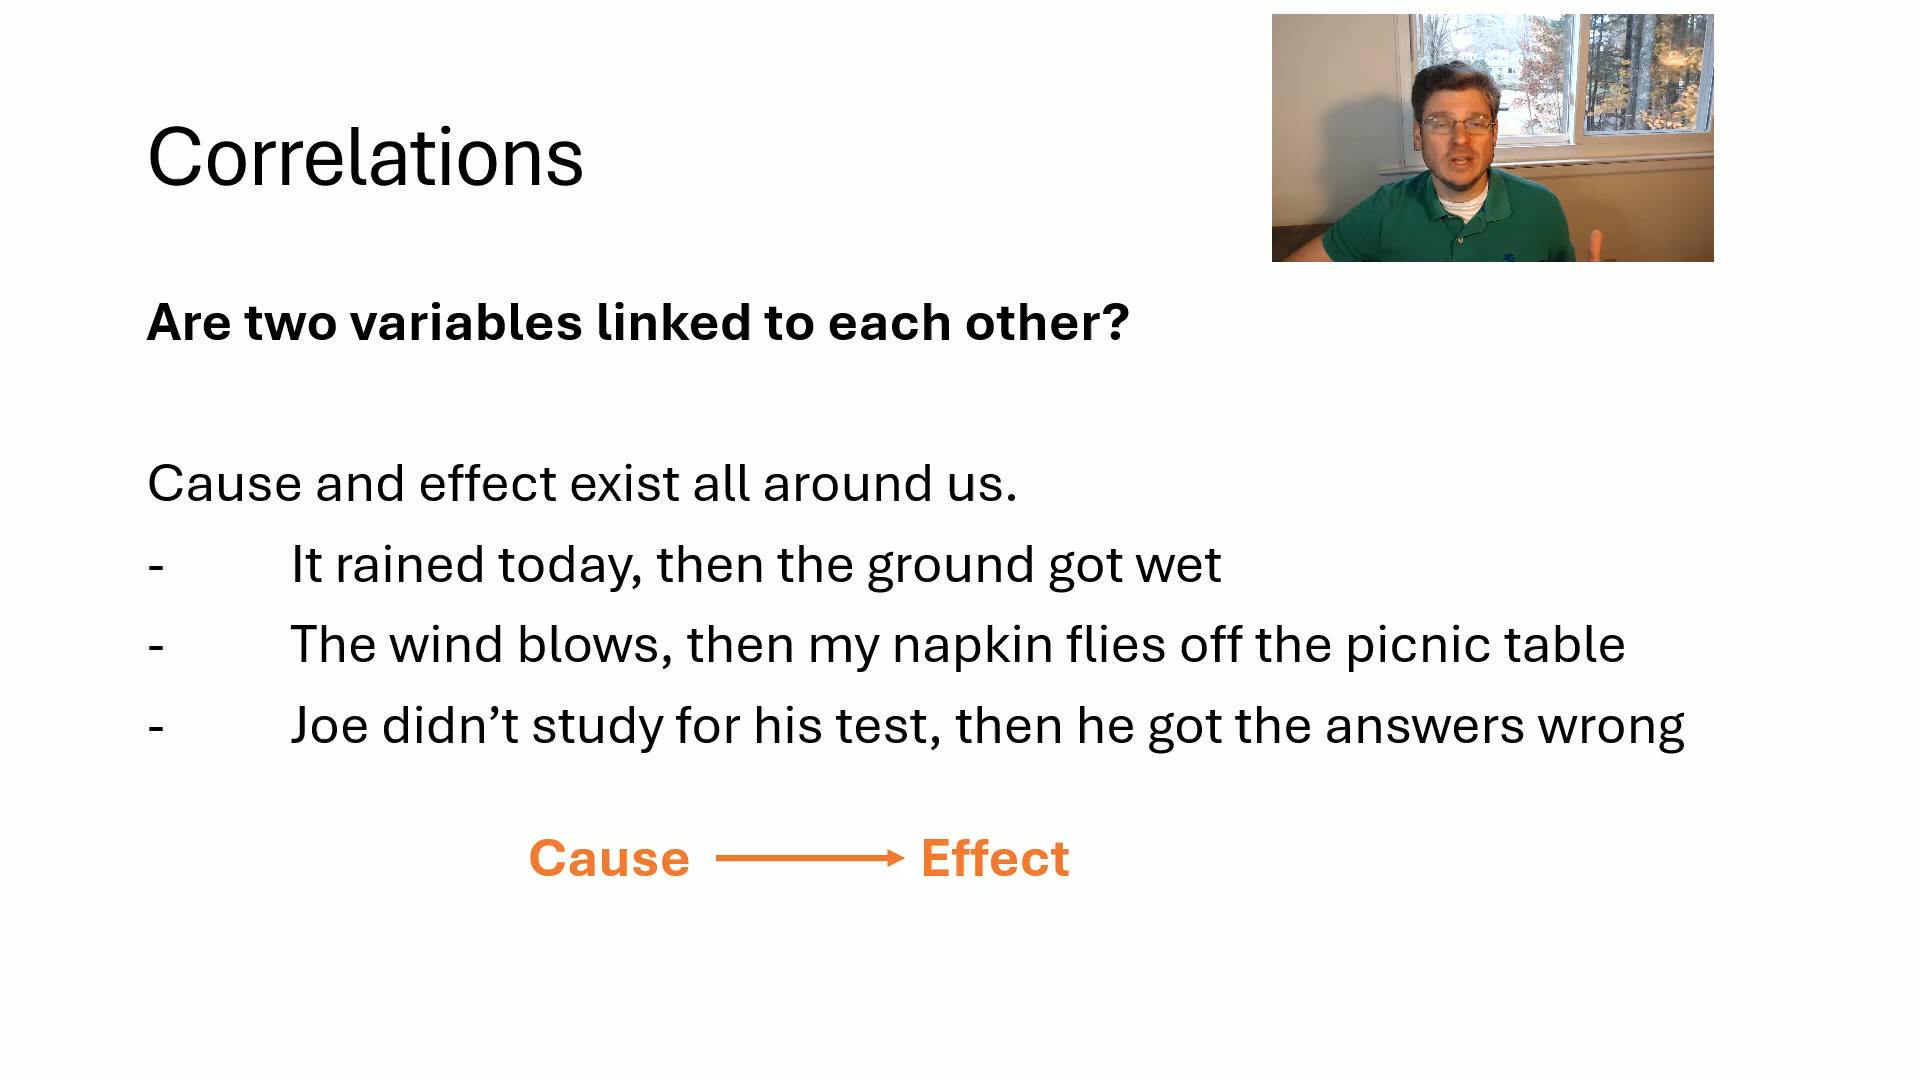 Correlations
Are two variables linked to each other?
Cause and effect exist all around us.
- It rained today, then the ground got wet
- The wind blows, then my napkin flies off the picnic table
- Joe didn’t study for his test, then he got the answers wrong
Cause Effect